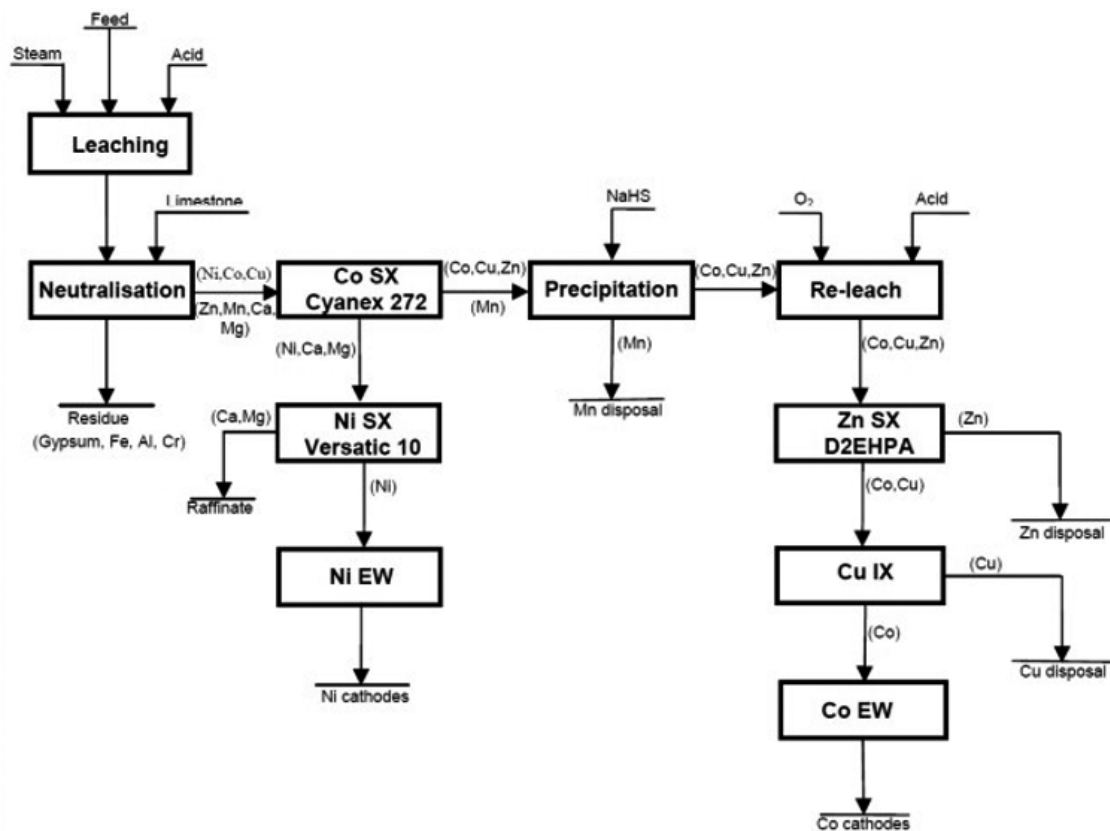 Feed
Steam
Acid
Leaching
Limestone
NaHS
O₂
Acid
Neutralisation
(Ni,Co,Cu)
(Zn,Mn,Ca,
Mg)
Co SX
Cyanex 272
(Co,Cu,Zn)
(Mn)
Precipitation
(Co,Cu,Zn)
Re-leach
(Ni,Ca,Mg)
(Mn)
(Co,Cu,Zn)
Residue
(Gypsum, Fe, Al, Cr)
(Ca,Mg)
Ni SX
Versatic 10
Mn disposal
Zn SX
D2EHPA
(Zn)
Raffinate
(Ni)
(Co,Cu)
Zn disposal
Ni EW
Cu IX
(Cu)
(Co)
Ni cathodes
Cu disposal
Co EW
Co cathodes